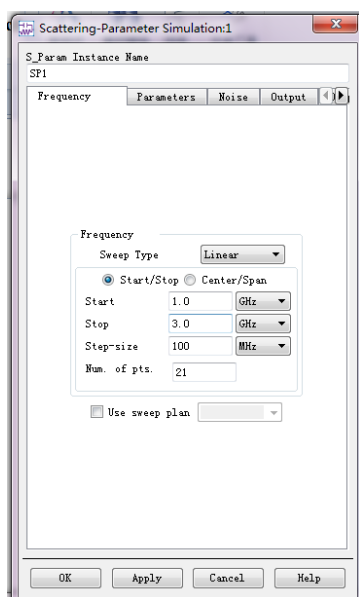 Scattering-Parameter Simulation:1
S_Param Instance Name
SP1
Frequency Parameters Noise Output
Frequency
Sweep Type Linear
Start/Stop Center/Span
Start 1.0 GHz
Stop 3.0 GHz
Step-size 100 MHz
Num. of pts. 21
Use sweep plan
OK Apply Cancel Help